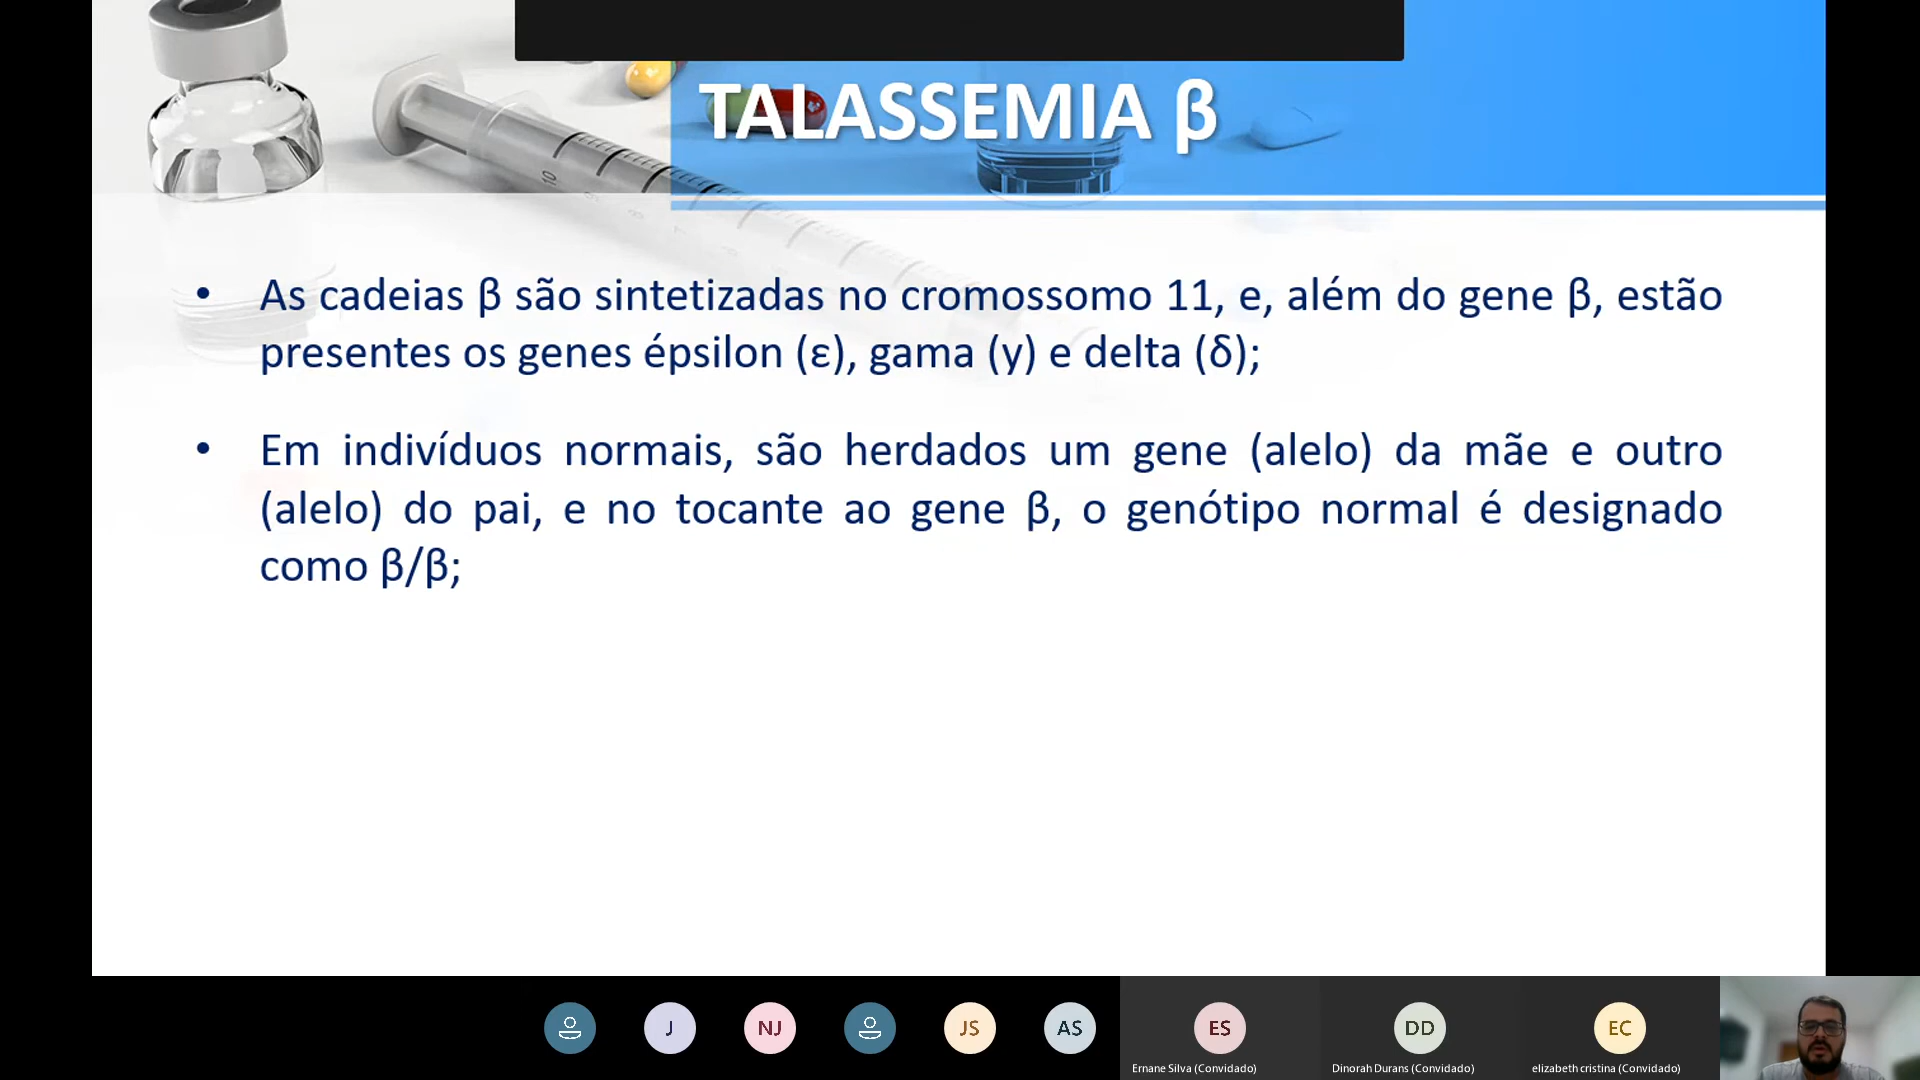 TALASSEMIA β
• As cadeias β são sintetizadas no cromossomo 11, e, além do gene β, estão
presentes os genes épsilon (ε), gama (y) e delta (δ);
• Em indivíduos normais, são herdados um gene (alelo) da mãe e outro
(alelo) do pai, e no tocante ao gene β, o genótipo normal é designado
como β/β;
10
J
NJ
JS
AS
ES
DD
EC
Ernane Silva (Convidado)
Dinorah Durans (Convidado)
elizabeth cristina (Convidado)